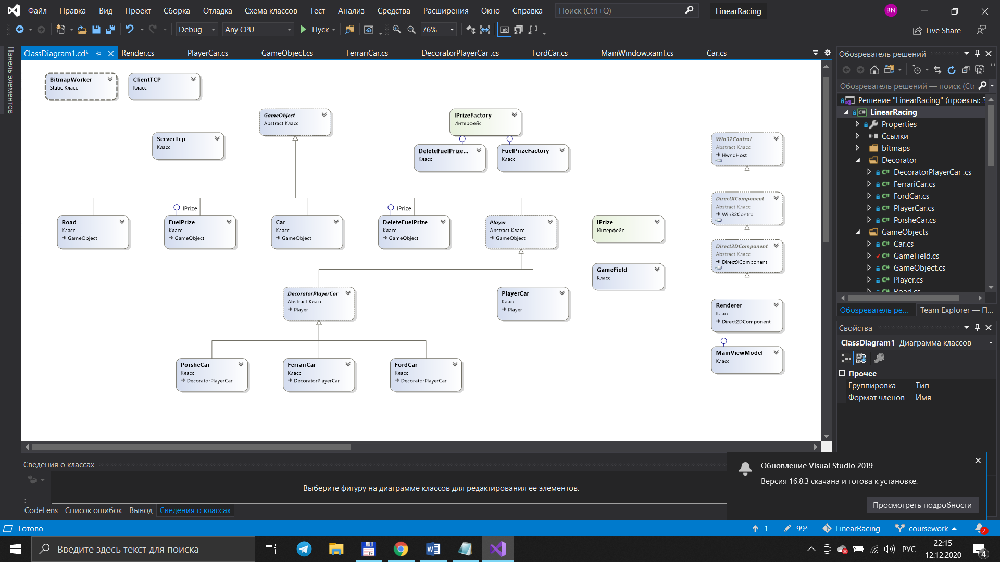 Файл Правка Вид Проект Сборка Отладка Схема классов Тест Анализ Средства Расширения Окно Справка Поиск (Ctrl+Q) LinearRacing BN
Debug Any CPU Пуск 76% Live Share
Панель элементов
ClassDiagram1.cd* Render.cs PlayerCar.cs GameObject.cs FerrariCar.cs DecoratorPlayerCar .cs FordCar.cs MainWindow.xaml.cs Car.cs
BitmapWorker
Static Класс
ClientTCP
Класс
GameObject
Abstract Класс
IPrizeFactory
Интерфейс
ServerTcp
Класс
DeleteFuelPrize...
Класс
FuelPrizeFactory
Класс
Win32Control
Abstract Класс
HwndHost
DirectXComponent
Abstract Класс
Win32Control
Road
Класс
GameObject
IPrize
FuelPrize
Класс
GameObject
Car
Класс
GameObject
IPrize
DeleteFuelPrize
Класс
GameObject
Player
Abstract Класс
GameObject
IPrize
Интерфейс
Direct2DComponent
Abstract Класс
DirectXComponent
GameField
Класс
DecoratorPlayerCar
Abstract Класс
Player
PlayerCar
Класс
Player
Renderer
Класс
Direct2DComponent
MainViewModel
Класс
PorsheCar
Класс
DecoratorPlayerCar
FerrariCar
Класс
DecoratorPlayerCar
FordCar
Класс
DecoratorPlayerCar
Обозреватель решений
Обозреватель решений — поиск (Ctr
Решение "LinearRacing" (проекты: 3
LinearRacing
Properties
Ссылки
bitmaps
Decorator
DecoratorPlayerCar .cs
FerrariCar.cs
FordCar.cs
PlayerCar.cs
PorsheCar.cs
GameObjects
Car.cs
GameField.cs
GameObject.cs
Player.cs
Road.cs
Обозреватель ре... Team Explorer — П...
Свойства
ClassDiagram1 Диаграмма классов
Прочее
Группировка Тип
Формат членов Имя
Сведения о классах
Выберите фигуру на диаграмме классов для редактирования ее элементов.
CodeLens Список ошибок Вывод Сведения о классах
Обновление Visual Studio 2019
Версия 16.8.3 скачана и готова к установке.
Просмотреть подробности
Готово 1 99* LinearRacing coursework 2
Введите здесь текст для поиска
64
РУС
22:15
12.12.2020
4